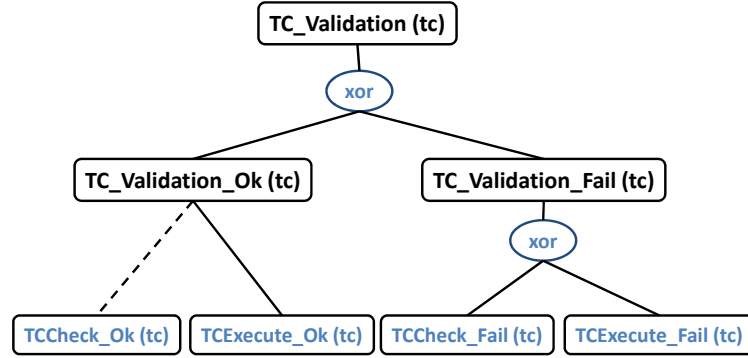 TC_Validation (tc)
xor
TC_Validation_Ok (tc)
TC_Validation_Fail (tc)
xor
TCCheck_Ok (tc)
TCExecute_Ok (tc)
TCCheck_Fail (tc)
TCExecute_Fail (tc)